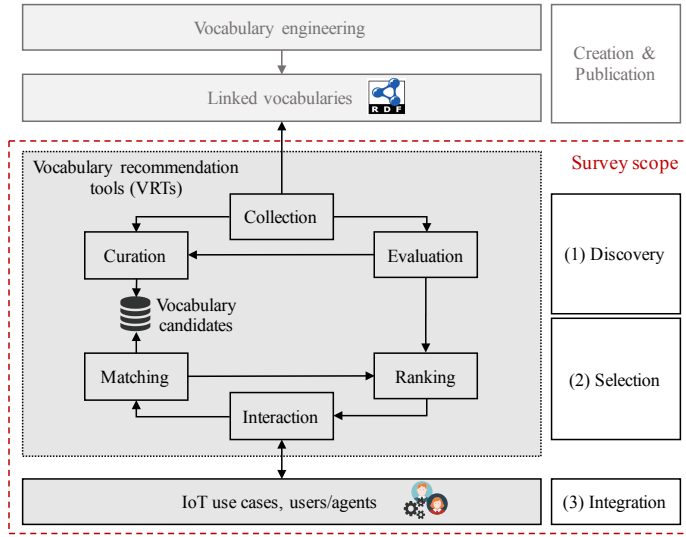 Vocabulary engineering
Creation &
Publication
Linked vocabularies
RDF
Survey scope
Vocabulary recommendation
tools (VRTs)
Collection
Curation
Evaluation
(1) Discovery
Vocabulary
candidates
Matching
Ranking
(2) Selection
Interaction
IoT use cases, users/agents
(3) Integration